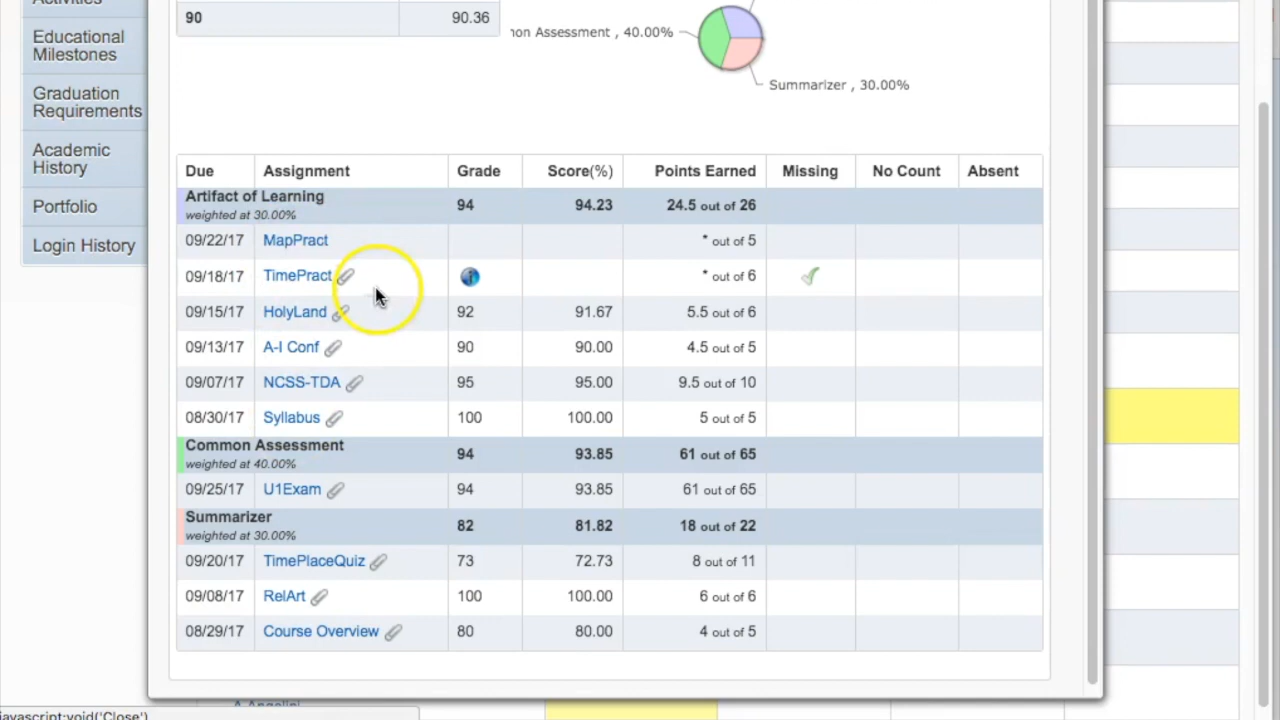 Activities
Educational
Milestones
Graduation
Requirements
Academic
History
Portfolio
Login History
90 90.36
non Assessment , 40.00%
Summarizer , 30.00%
Due Assignment Grade Score(%) Points Earned Missing No Count Absent
Artifact of Learning 94 94.23 24.5 out of 26
weighted at 30.00%
09/22/17 MapPract * out of 5
09/18/17 TimePract * out of 6
09/15/17 HolyLand 92 91.67 5.5 out of 6
09/13/17 A-I Conf 90 90.00 4.5 out of 5
09/07/17 NCSS-TDA 95 95.00 9.5 out of 10
08/30/17 Syllabus 100 100.00 5 out of 5
Common Assessment 94 93.85 61 out of 65
weighted at 40.00%
09/25/17 U1Exam 94 93.85 61 out of 65
Summarizer 82 81.82 18 out of 22
weighted at 30.00%
09/20/17 TimePlaceQuiz 73 72.73 8 out of 11
09/08/17 RelArt 100 100.00 6 out of 6
08/29/17 Course Overview 80 80.00 4 out of 5
javascript:void('Close')